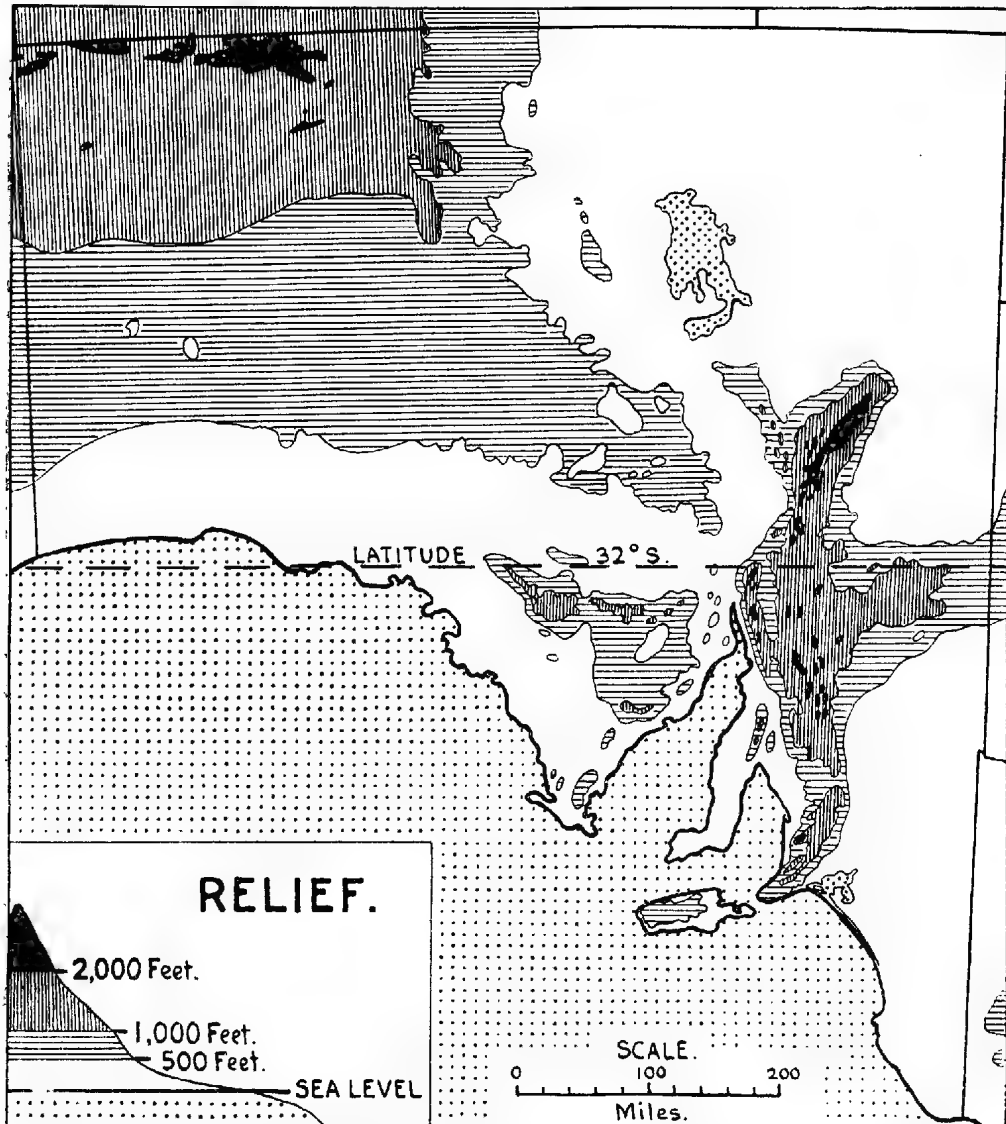 LATITUDE 32° S.
RELIEF.
2,000 Feet.
1,000 Feet.
500 Feet.
SEA LEVEL
SCALE.
0 100 200
Miles.